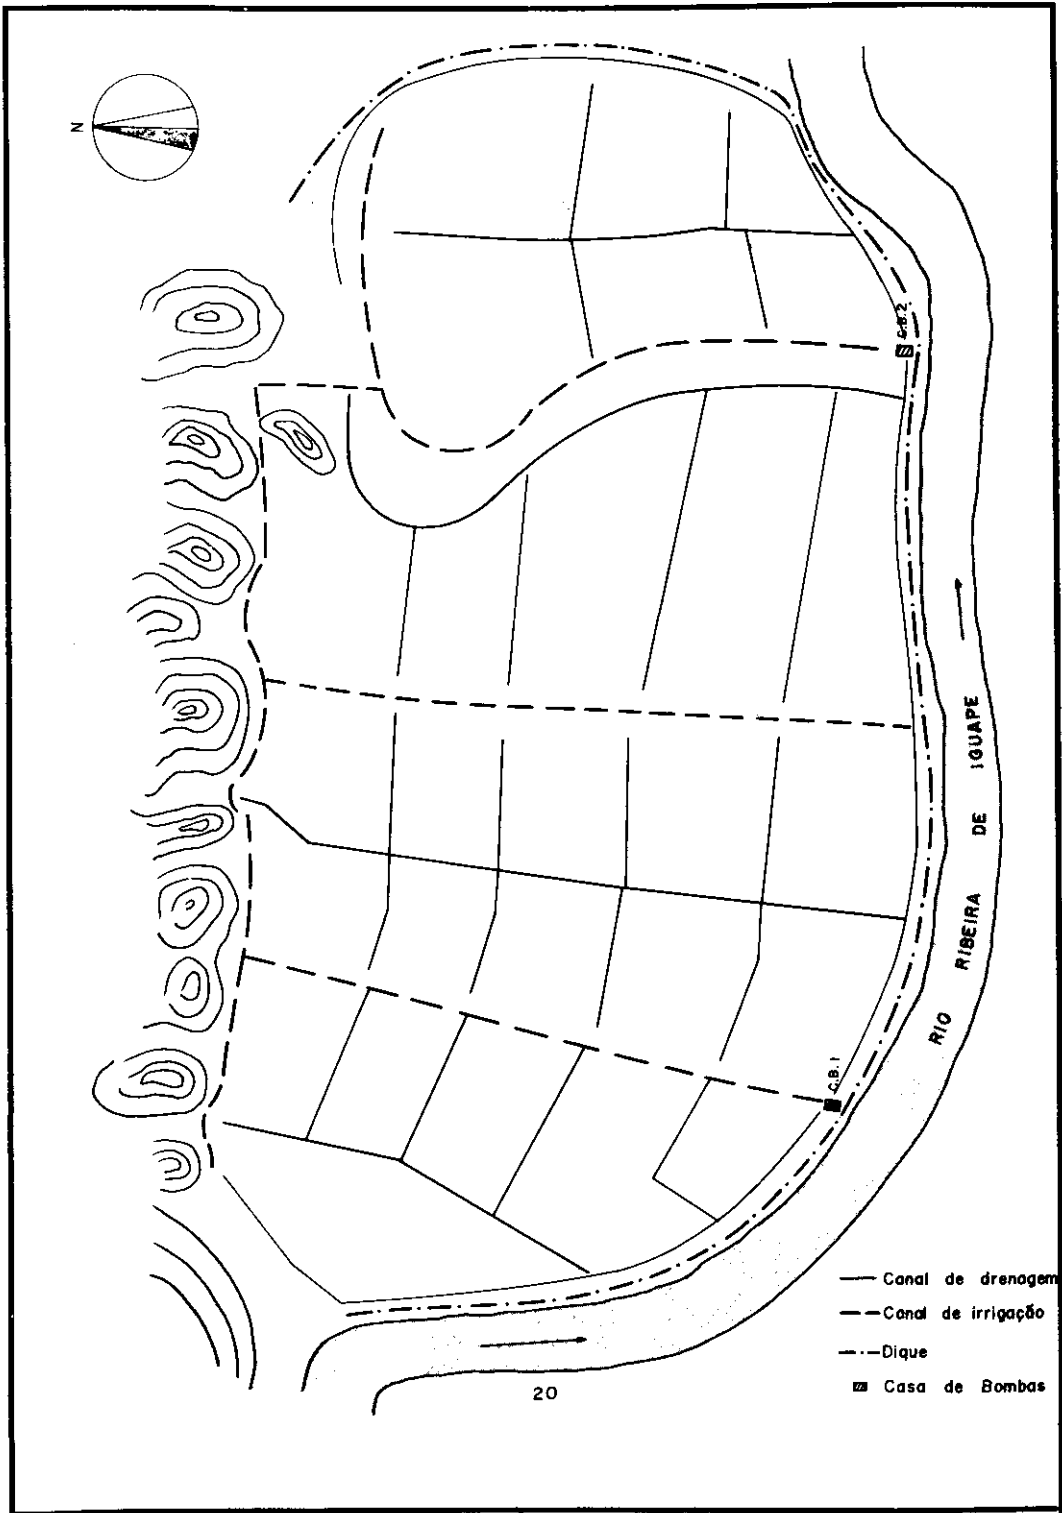 N
C.B.2
C.B.1
RIO RIBEIRA DE IGUAPE
Canal de drenagem
Canal de irrigação
Dique
Casa de Bombas
20